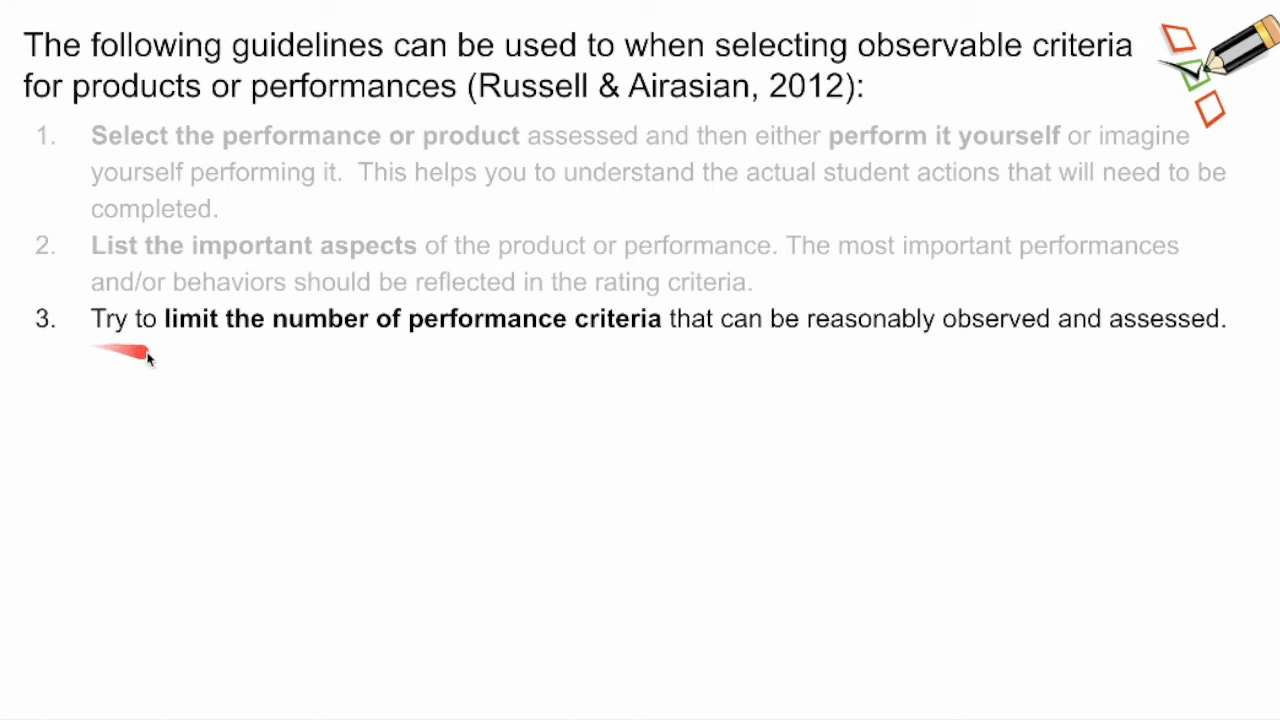 The following guidelines can be used to when selecting observable criteria
for products or performances (Russell & Airasian, 2012):
1. Select the performance or product assessed and then either perform it yourself or imagine
yourself performing it. This helps you to understand the actual student actions that will need to be
completed.
2. List the important aspects of the product or performance. The most important performances
and/or behaviors should be reflected in the rating criteria.
3. Try to limit the number of performance criteria that can be reasonably observed and assessed.